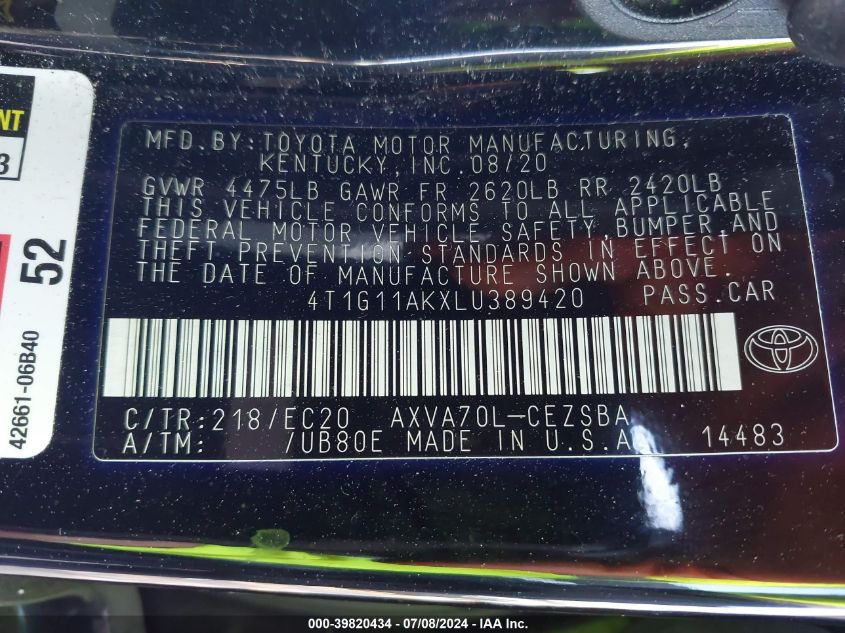 NT
3
52
42661-06B40
MFD. BY: TOYOTA MOTOR MANUFACTURING,
KENTUCKY, INC. 08/20
GVWR 4475LB GAWR FR 2620LB RR 2420LB
THIS VEHICLE CONFORMS TO ALL APPLICABLE
FEDERAL MOTOR VEHICLE SAFETY, BUMPER, AND
THEFT PREVENTION STANDARDS IN EFFECT ON
THE DATE OF MANUFACTURE SHOWN ABOVE.
4T1G11AKXLU389420 PASS. CAR
C/TR: 218/EC20 AXVA70L-CEZSBA
A/TM: /UB80E MADE IN U.S.A 14483
000-39820434 - 07/08/2024 - IAA Inc.